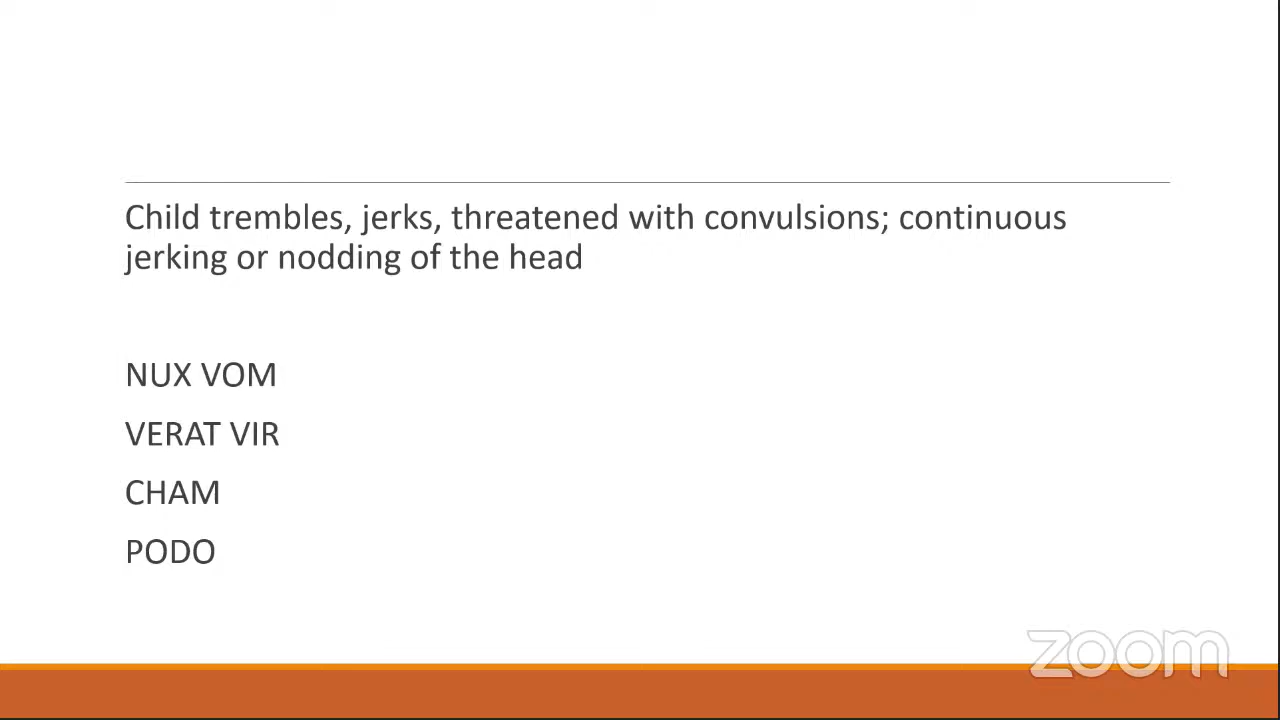 Child trembles, jerks, threatened with convulsions; continuous
jerking or nodding of the head
NUX VOM
VERAT VIR
CHAM
PODO
zoom